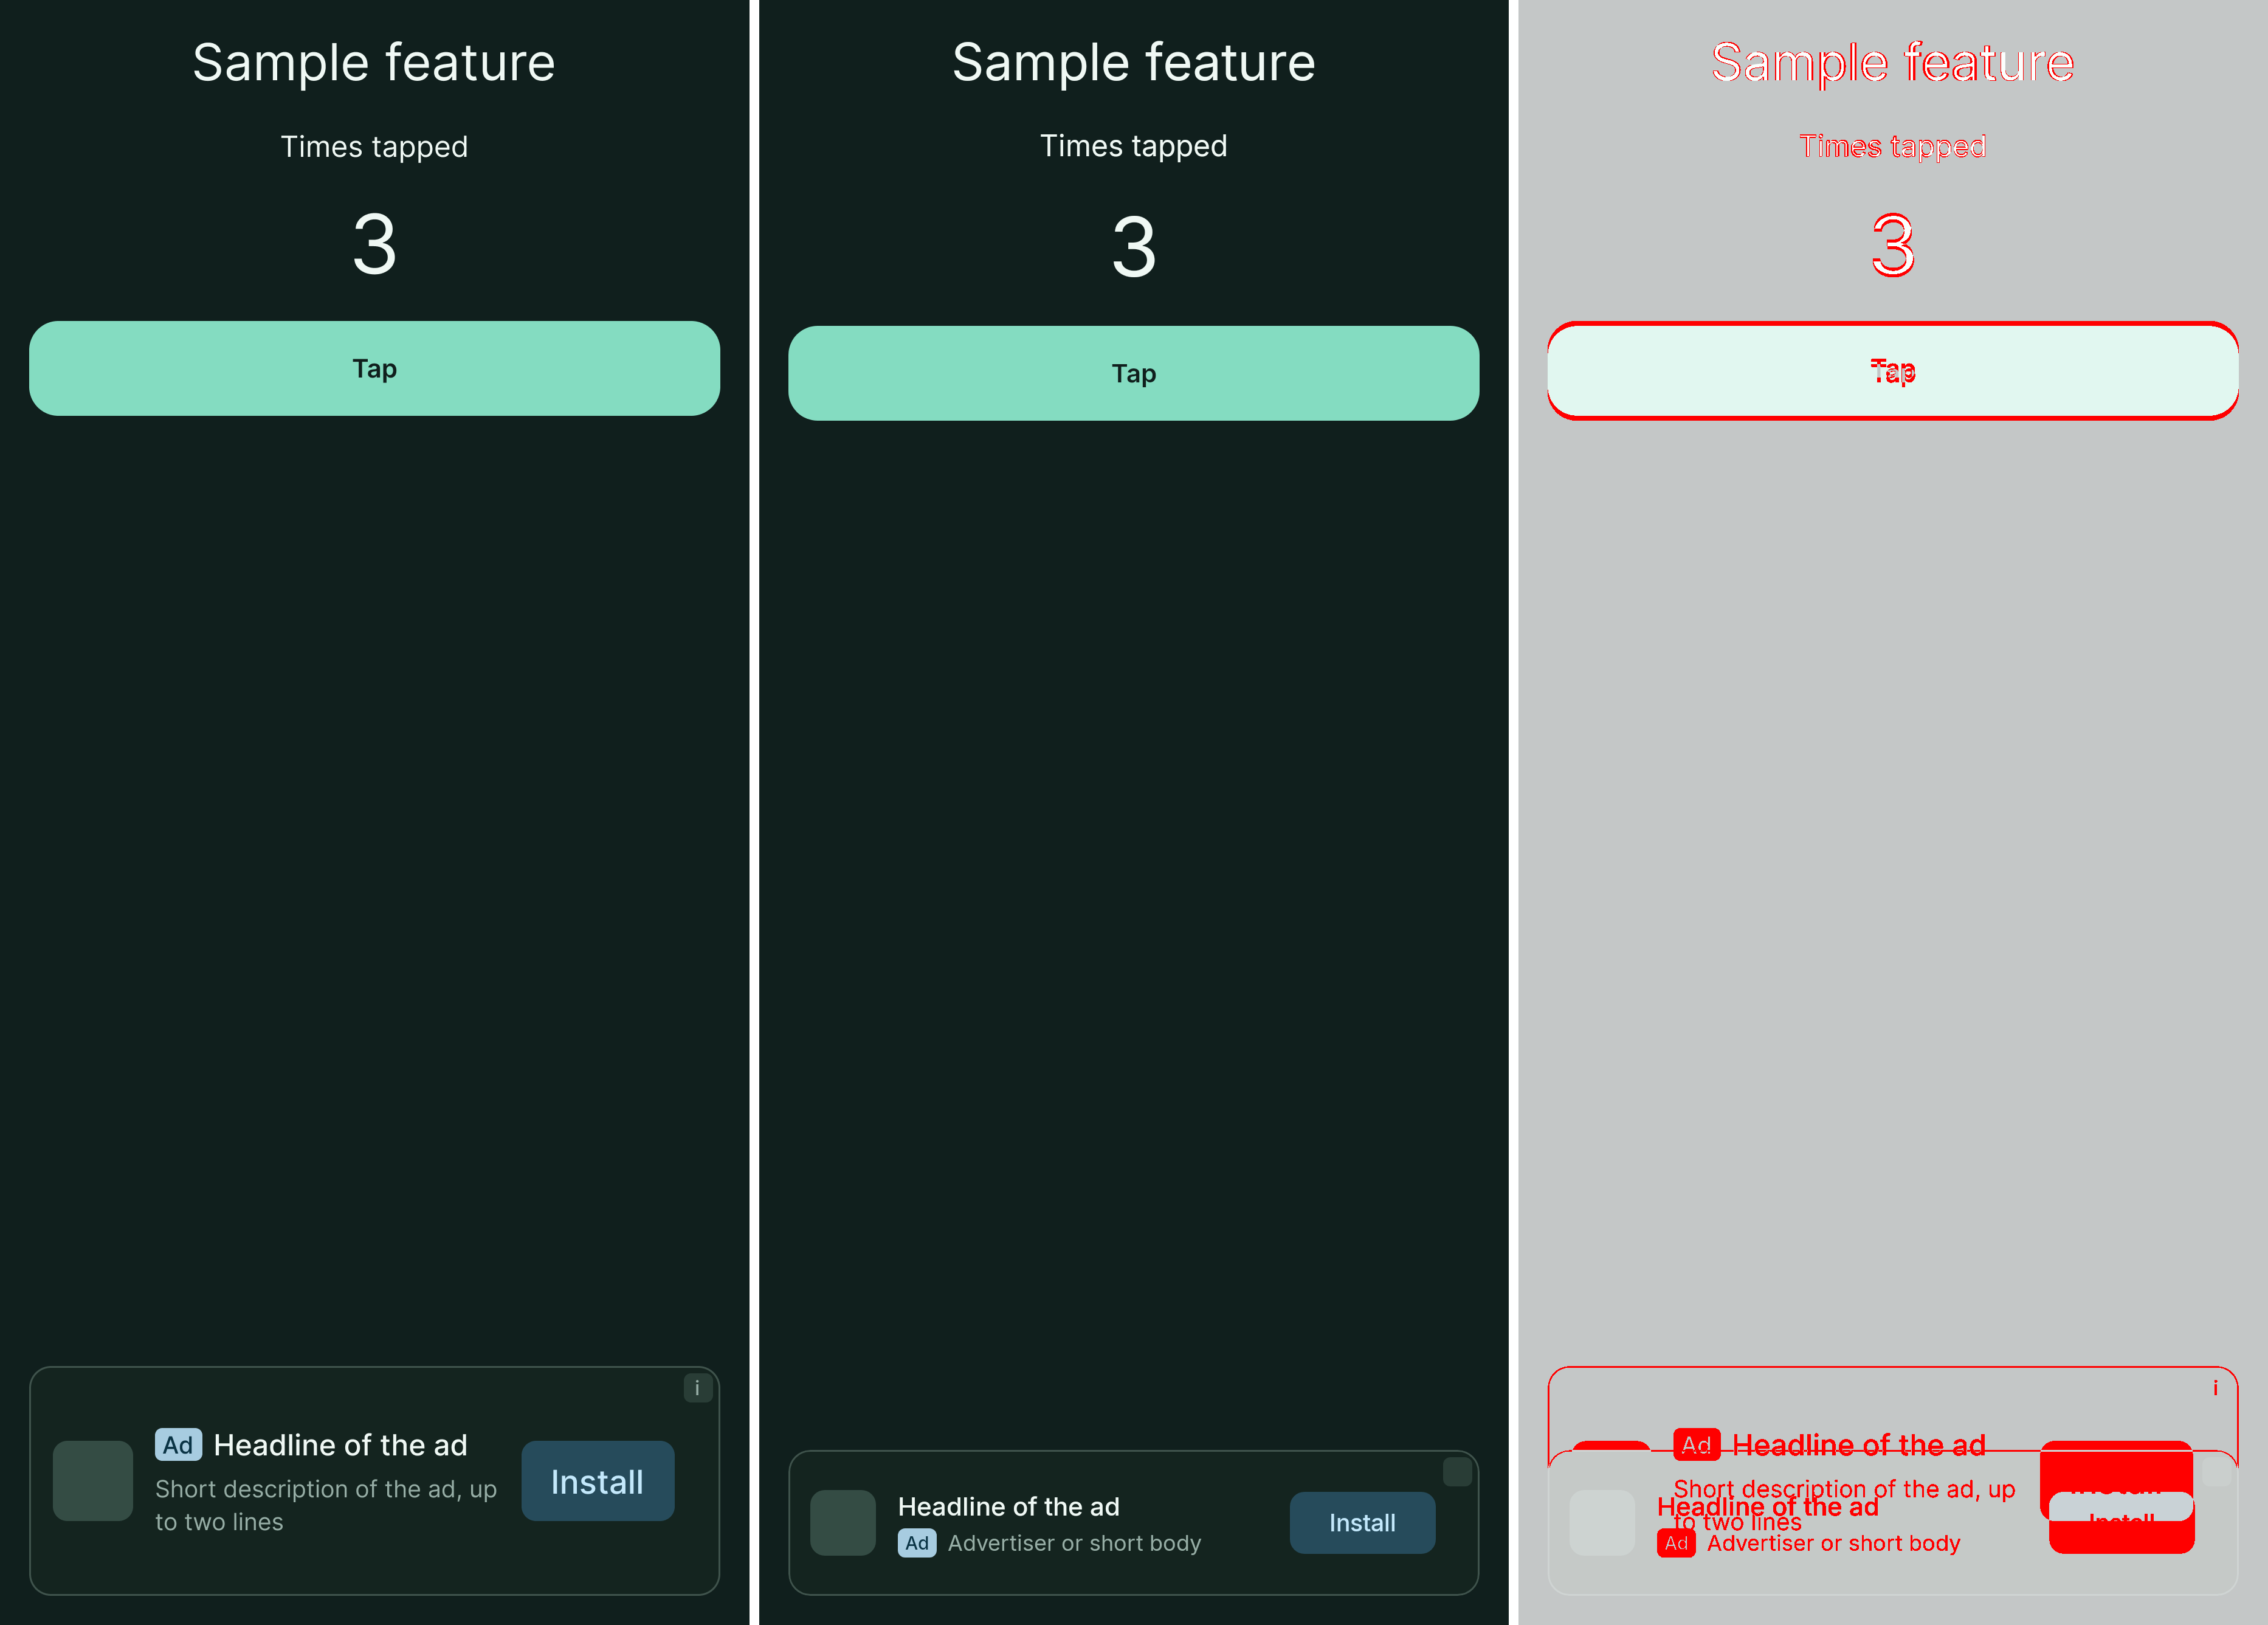 Sample feature
Times tapped
3
Tap
i
Ad Headline of the ad
Short description of the ad, up
to two lines
Install
Sample feature
Times tapped
3
Tap
Headline of the ad
Ad Advertiser or short body
Install
Sample feature
Times tapped
3
Tap
i
Ad Headline of the ad
Short description of the ad, up
Headline of the ad
to two lines
Ad Advertiser or short body
Install
Install